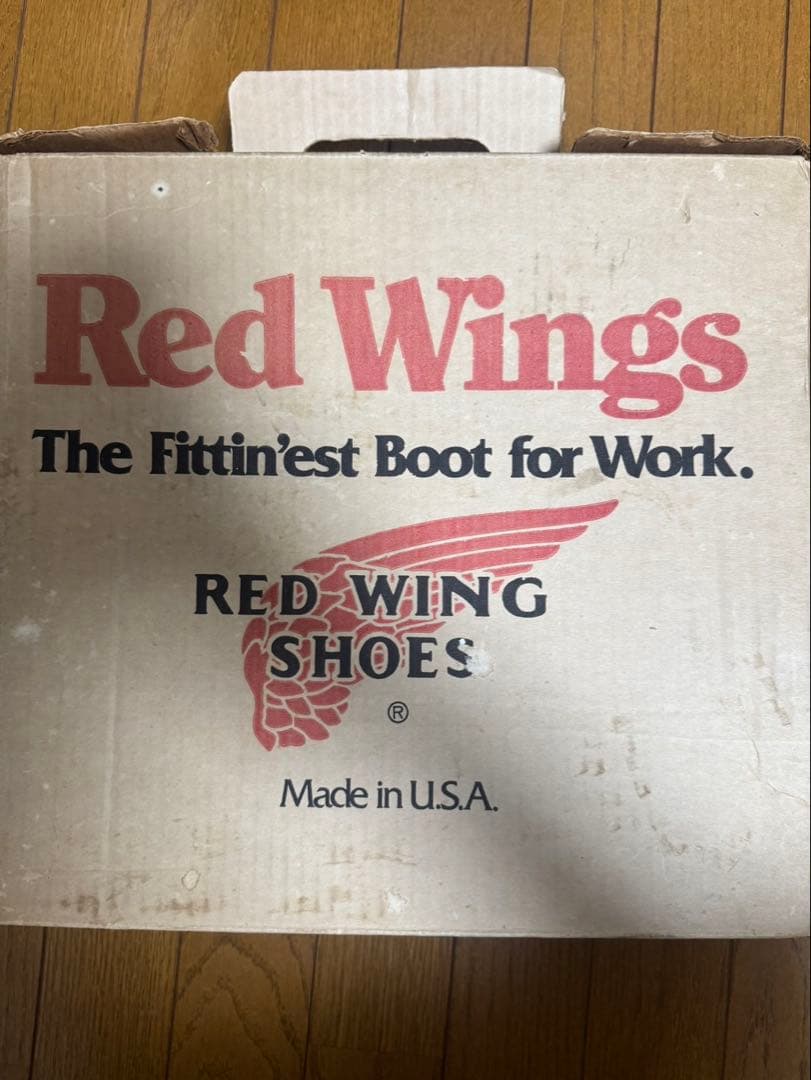 Red Wings
The Fittin'est Boot for Work.
RED WING
SHOES
®
Made in U.S.A.